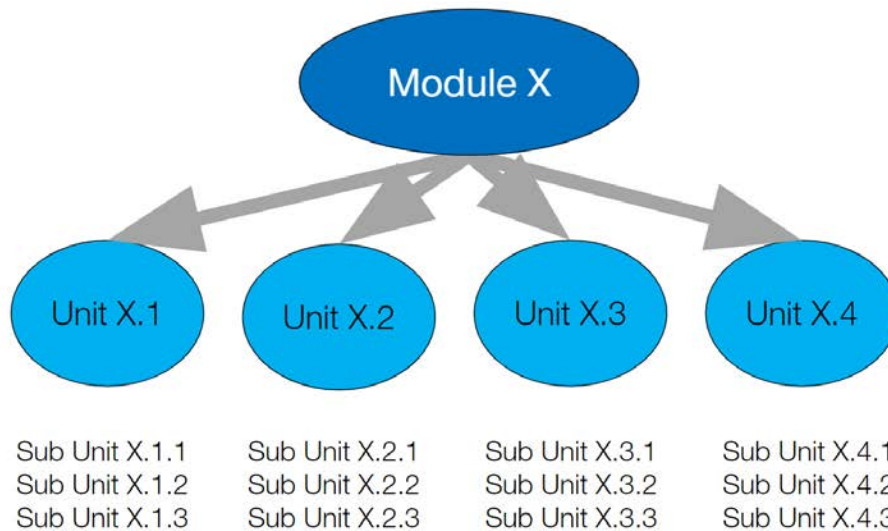 Module X
Unit X.1
Unit X.2
Unit X.3
Unit X.4
Sub Unit X.1.1
Sub Unit X.1.2
Sub Unit X.1.3
Sub Unit X.2.1
Sub Unit X.2.2
Sub Unit X.2.3
Sub Unit X.3.1
Sub Unit X.3.2
Sub Unit X.3.3
Sub Unit X.4.1
Sub Unit X.4.2
Sub Unit X.4.3